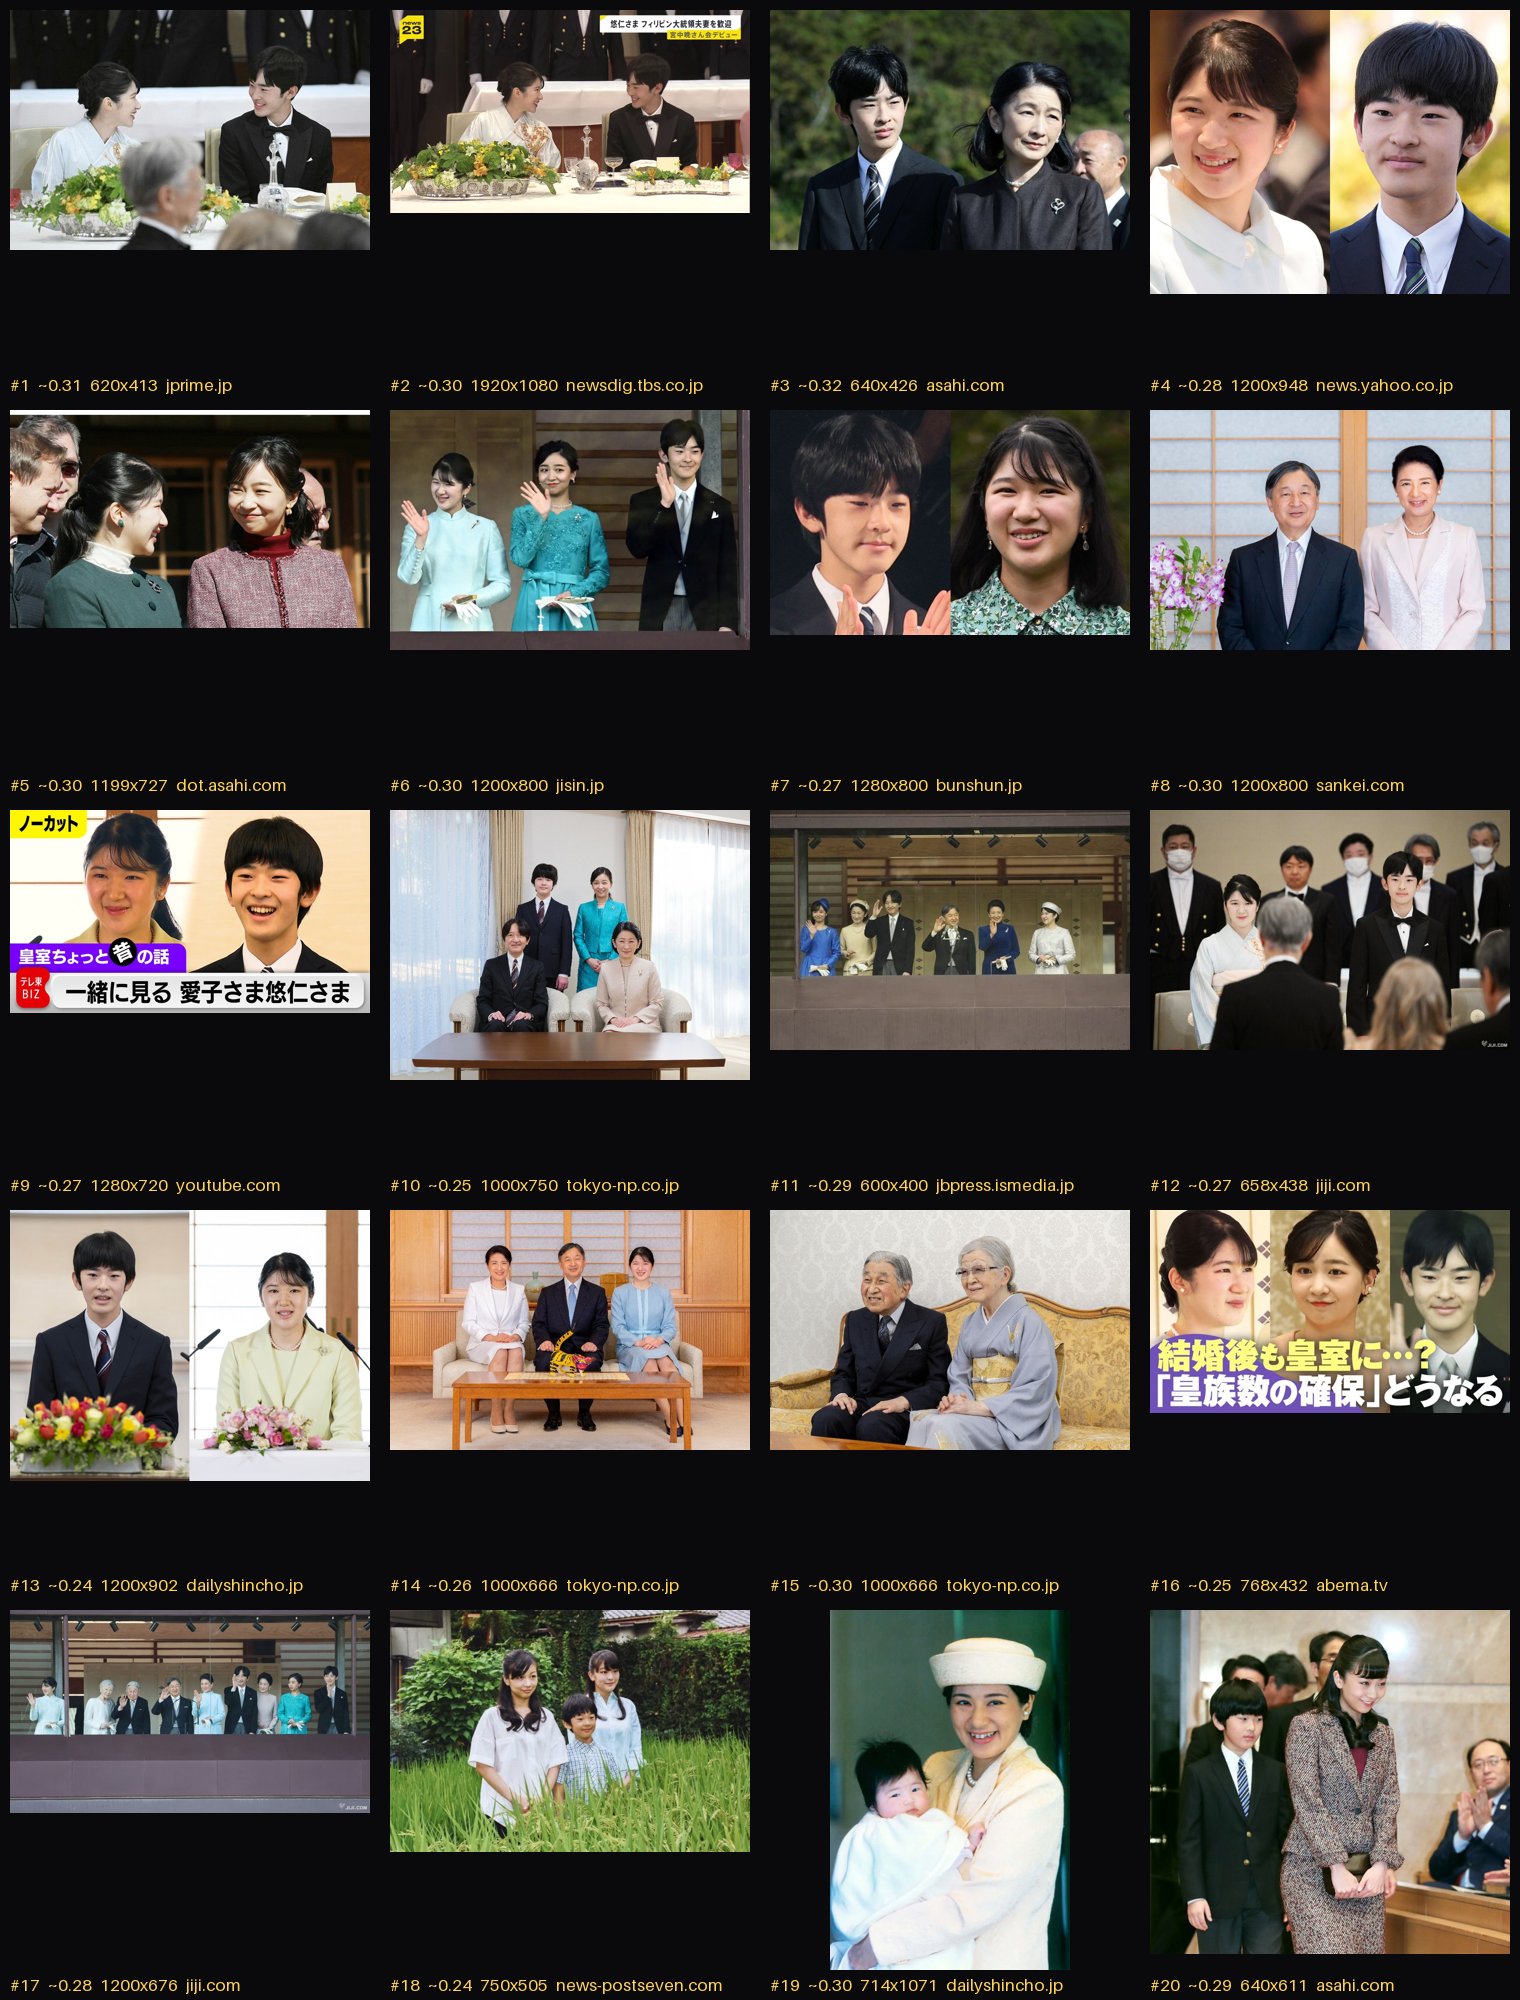 news 23
悠仁さま フィリピン大統領夫妻を歓迎
宮中晩さん会デビュー
#1 ~0.31 620x413 jprime.jp
#2 ~0.30 1920x1080 newsdig.tbs.co.jp
#3 ~0.32 640x426 asahi.com
#4 ~0.28 1200x948 news.yahoo.co.jp
#5 ~0.30 1199x727 dot.asahi.com
#6 ~0.30 1200x800 jisin.jp
#7 ~0.27 1280x800 bunshun.jp
#8 ~0.30 1200x800 sankei.com
ノーカット
皇室ちょっと昔の話
テレ東
BIZ
一緒に見る 愛子さま悠仁さま
JIJI.COM
#9 ~0.27 1280x720 youtube.com
#10 ~0.25 1000x750 tokyo-np.co.jp
#11 ~0.29 600x400 jbpress.ismedia.jp
#12 ~0.27 658x438 jiji.com
結婚後も皇室に…?
「皇族数の確保」どうなる
#13 ~0.24 1200x902 dailyshincho.jp
#14 ~0.26 1000x666 tokyo-np.co.jp
#15 ~0.30 1000x666 tokyo-np.co.jp
#16 ~0.25 768x432 abema.tv
JIJI.COM
#17 ~0.28 1200x676 jiji.com
#18 ~0.24 750x505 news-postseven.com
#19 ~0.30 714x1071 dailyshincho.jp
#20 ~0.29 640x611 asahi.com